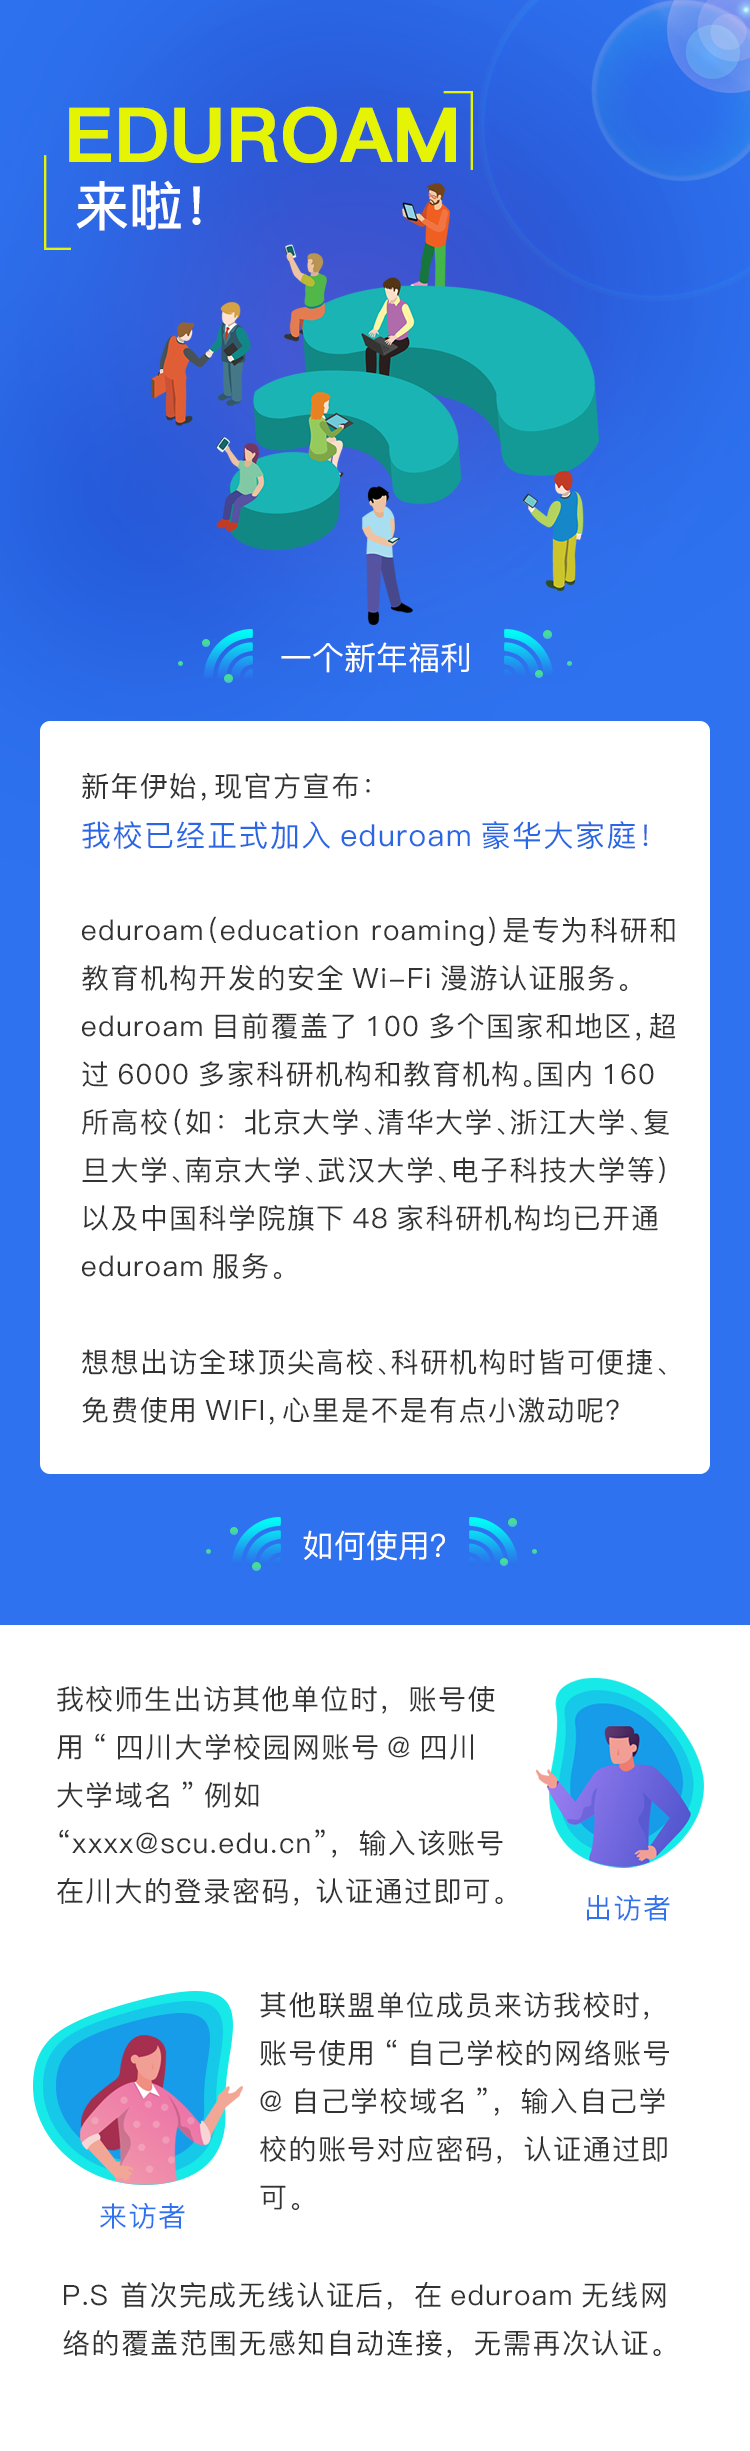 EDUROAM
来啦！
一个新年福利
新年伊始，现官方宣布：
我校已经正式加入 eduroam 豪华大家庭！
eduroam（education roaming）是专为科研和
教育机构开发的安全 Wi-Fi 漫游认证服务。
eduroam 目前覆盖了 100 多个国家和地区，超
过 6000 多家科研机构和教育机构。国内 160
所高校（如：北京大学、清华大学、浙江大学、复
旦大学、南京大学、武汉大学、电子科技大学等）
以及中国科学院旗下 48 家科研机构均已开通
eduroam 服务。
想想出访全球顶尖高校、科研机构时皆可便捷、
免费使用 WIFI，心里是不是有点小激动呢？
如何使用？
我校师生出访其他单位时，账号使
用 “ 四川大学校园网账号 @ 四川
大学域名 ” 例如
“xxxx@scu.edu.cn”，输入该账号
在川大的登录密码，认证通过即可。
出访者
其他联盟单位成员来访我校时，
账号使用 “ 自己学校的网络账号
@ 自己学校域名 ”，输入自己学
校的账号对应密码，认证通过即
可。
来访者
P.S 首次完成无线认证后，在 eduroam 无线网
络的覆盖范围无感知自动连接，无需再次认证。